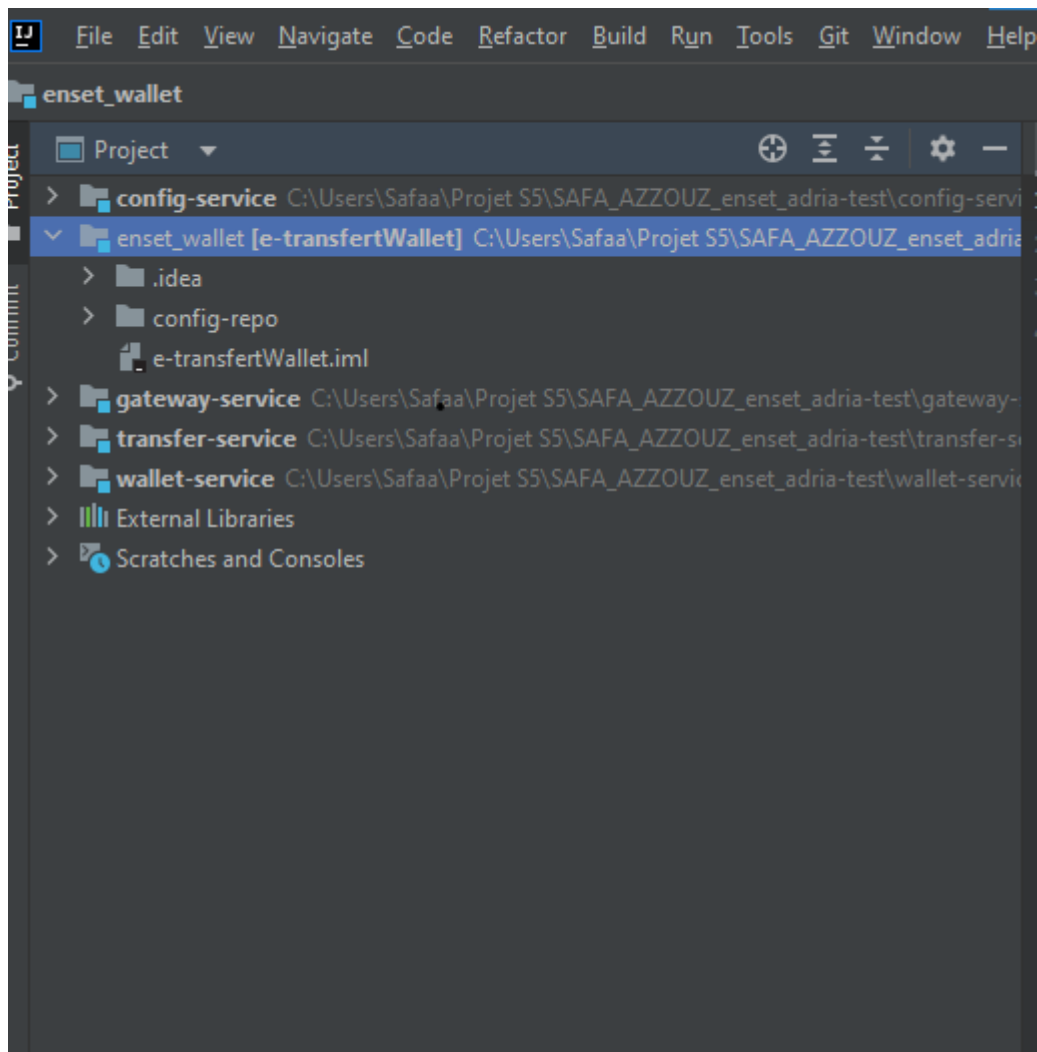 IJ File Edit View Navigate Code Refactor Build Run Tools Git Window Help
enset_wallet
Project
Project
config-service C:\Users\Safaa\Projet S5\SAFA_AZZOUZ_enset_adria-test\config-servi
enset_wallet [e-transfertWallet] C:\Users\Safaa\Projet S5\SAFA_AZZOUZ_enset_adria
.idea
config-repo
Commit
e-transfertWallet.iml
gateway-service C:\Users\Safaa\Projet S5\SAFA_AZZOUZ_enset_adria-test\gateway-
transfer-service C:\Users\Safaa\Projet S5\SAFA_AZZOUZ_enset_adria-test\transfer-se
wallet-service C:\Users\Safaa\Projet S5\SAFA_AZZOUZ_enset_adria-test\wallet-servic
External Libraries
Scratches and Consoles